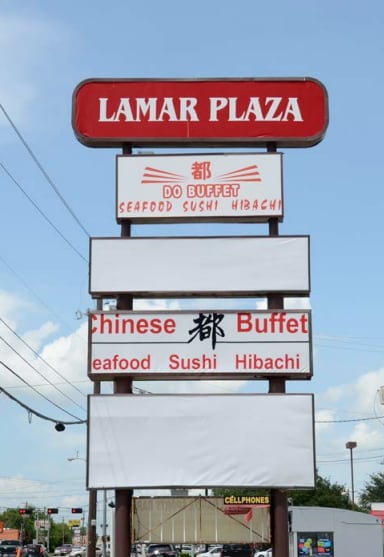 LAMAR PLAZA
都
DO BUFFET
SEAFOOD SUSHI HIBACHI
Chinese 都 Buffet
eafood Sushi Hibachi
CELLPHONES